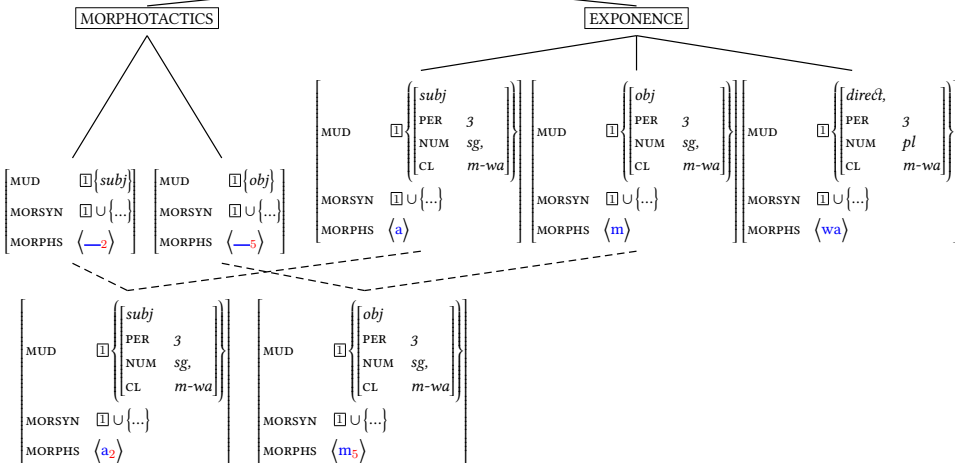 MORPHOTACTICS
EXPONENCE
MUD 1 {[subj
PER 3
NUM sg,
CL m-wa]}
MORSYN 1 ∪ {...}
MORPHS ⟨a⟩
MUD 1 {[obj
PER 3
NUM sg,
CL m-wa]}
MORSYN 1 ∪ {...}
MORPHS ⟨m⟩
MUD 1 {[direct,
PER 3
NUM pl
CL m-wa]}
MORSYN 1 ∪ {...}
MORPHS ⟨wa⟩
MUD 1 {subj}
MORSYN 1 ∪ {...}
MORPHS ⟨__2⟩
MUD 1 {obj}
MORSYN 1 ∪ {...}
MORPHS ⟨__5⟩
MUD 1 {[subj
PER 3
NUM sg,
CL m-wa]}
MORSYN 1 ∪ {...}
MORPHS ⟨a2⟩
MUD 1 {[obj
PER 3
NUM sg,
CL m-wa]}
MORSYN 1 ∪ {...}
MORPHS ⟨m5⟩